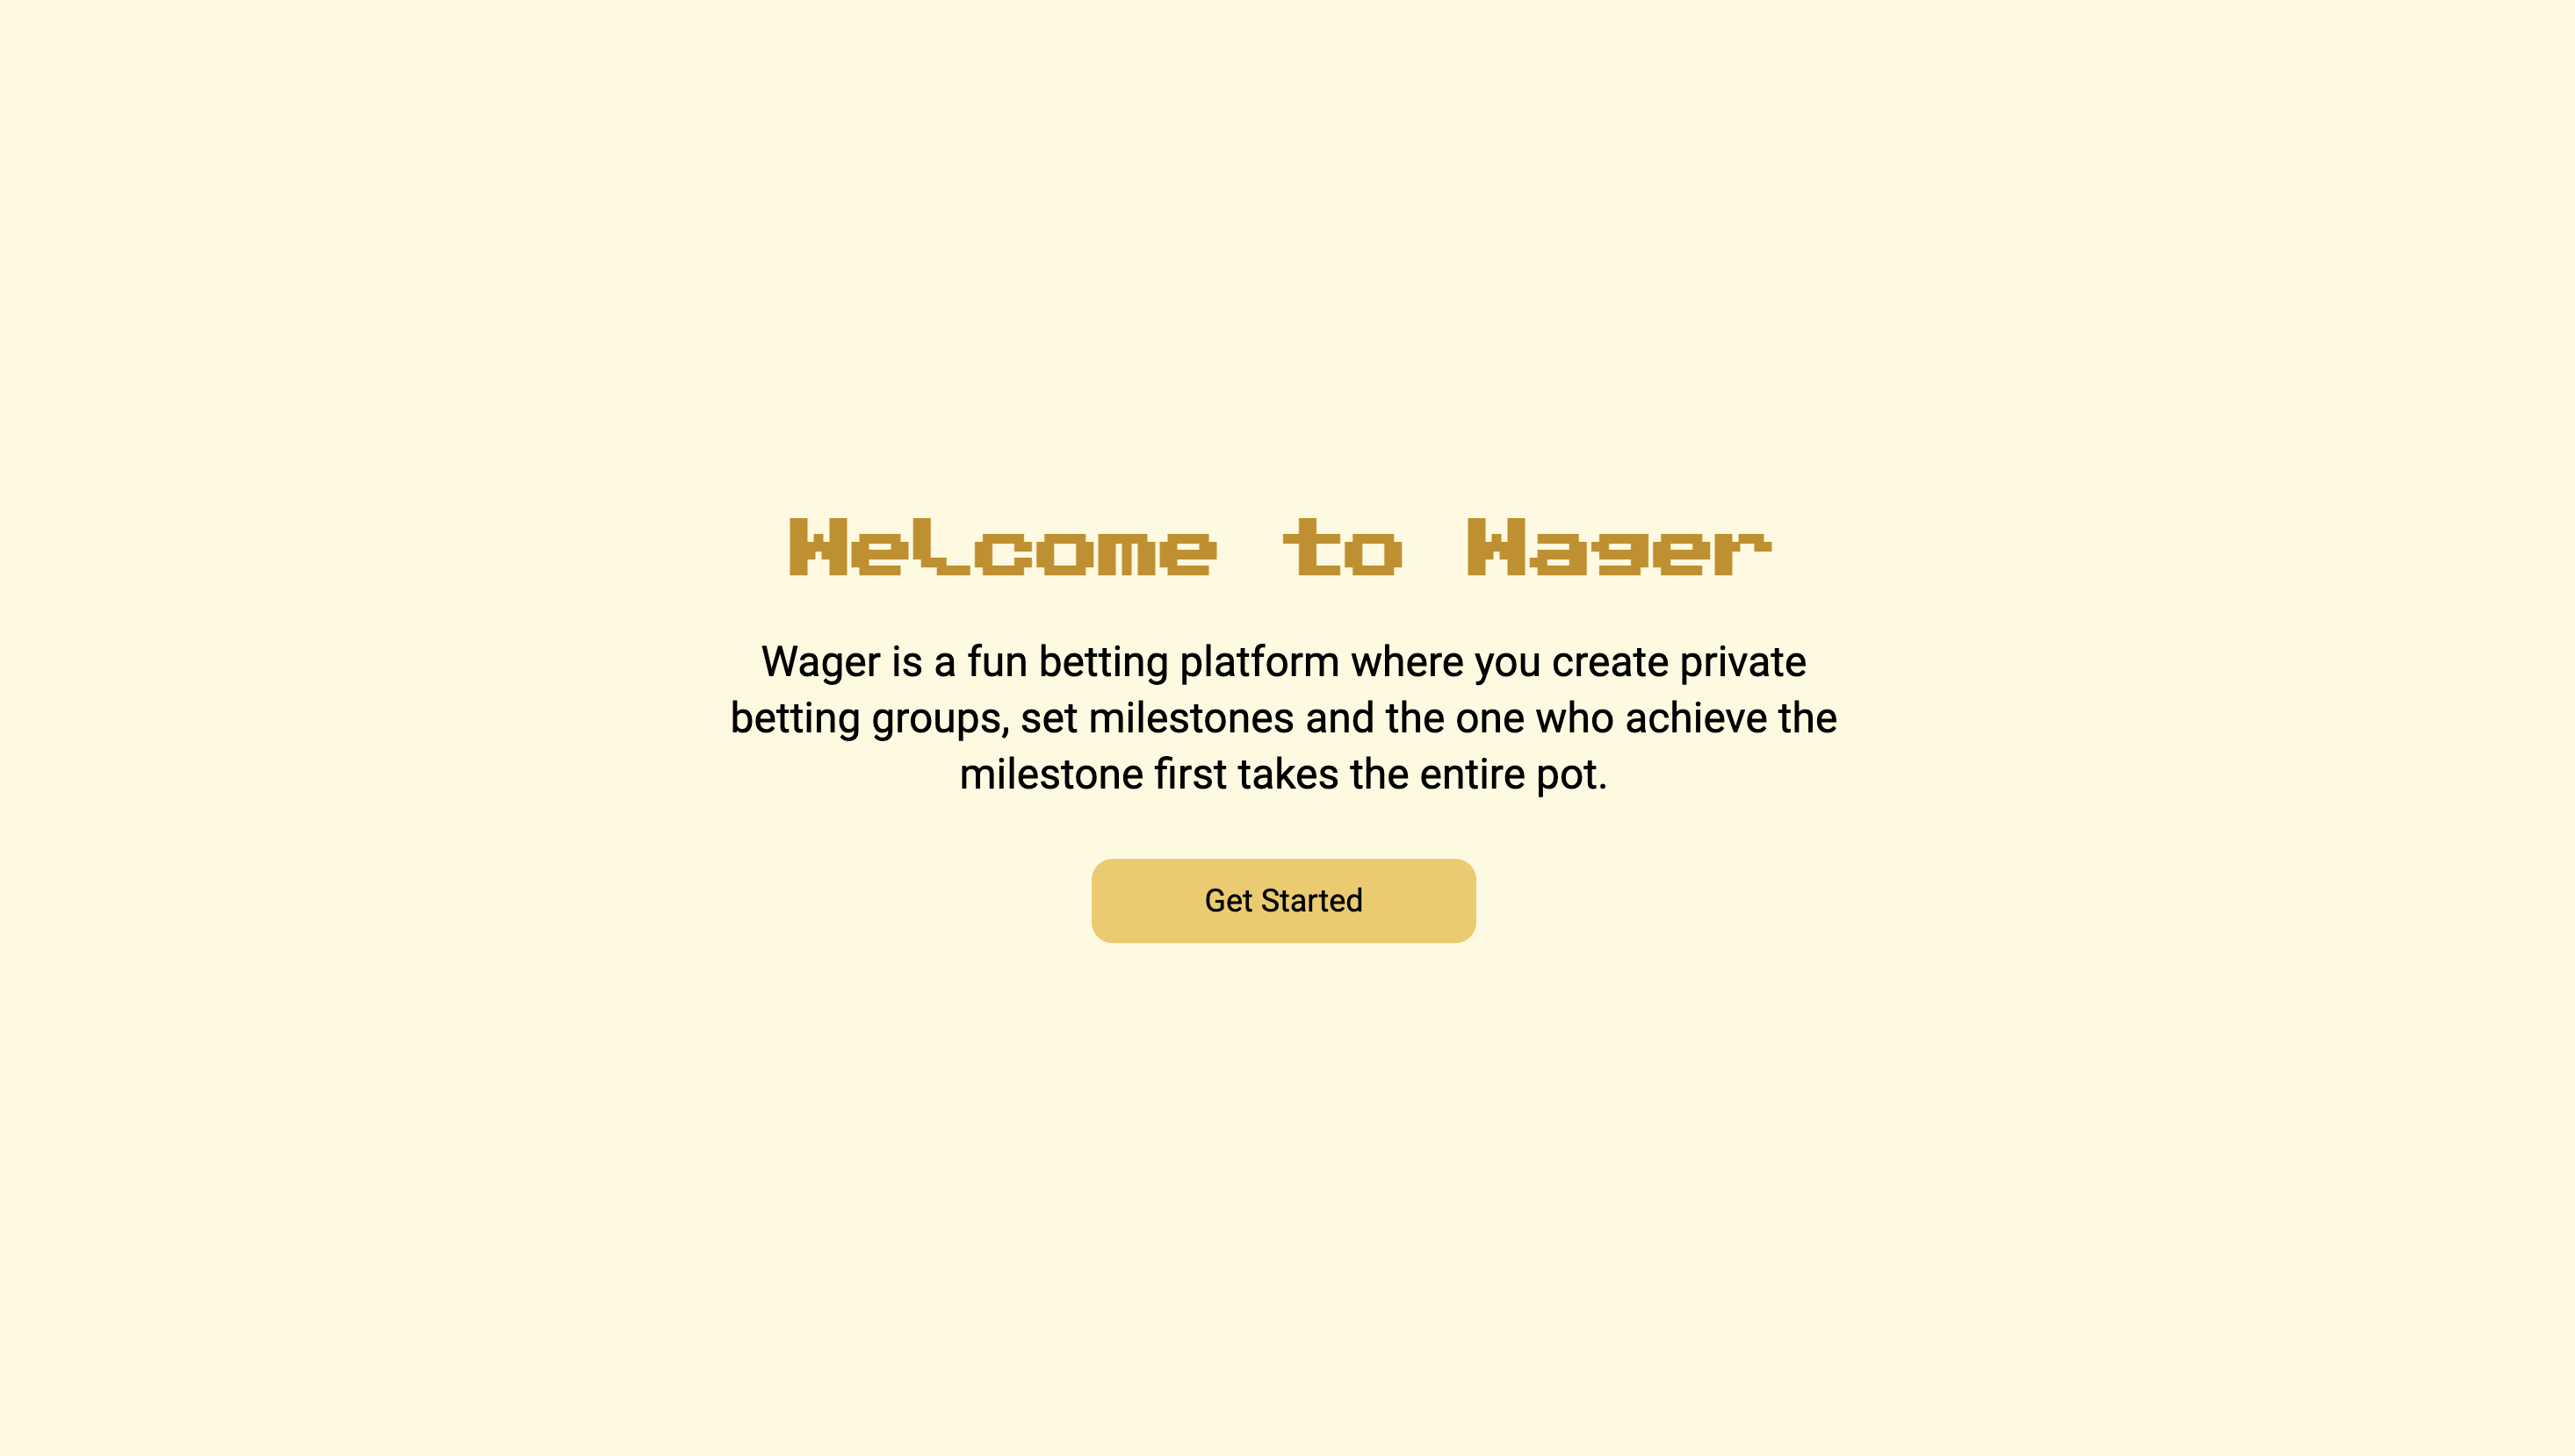 Welcome to Wager
Wager is a fun betting platform where you create private
betting groups, set milestones and the one who achieve the
milestone first takes the entire pot.
Get Started